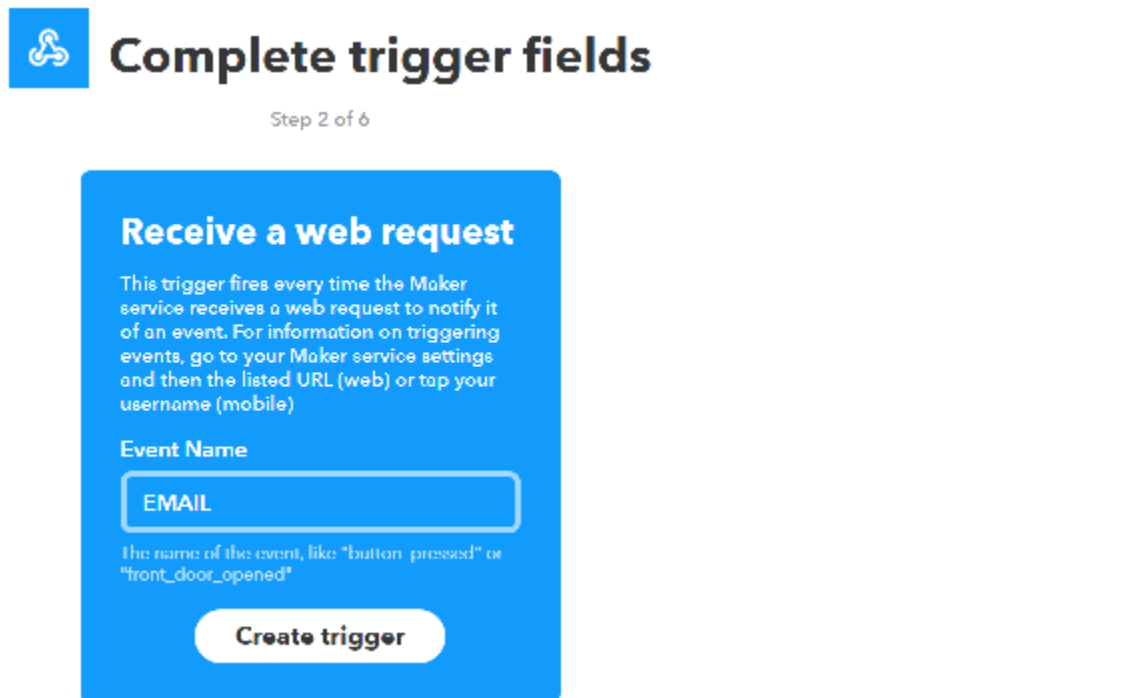 Complete trigger fields
Step 2 of 6
Receive a web request
This trigger fires every time the Maker
service receives a web request to notify it
of an event. For information on triggering
events, go to your Maker service settings
and then the listed URL (web) or tap your
username (mobile)
Event Name
EMAIL
The name of the event, like "button_pressed" or
"front_door_opened"
Create trigger